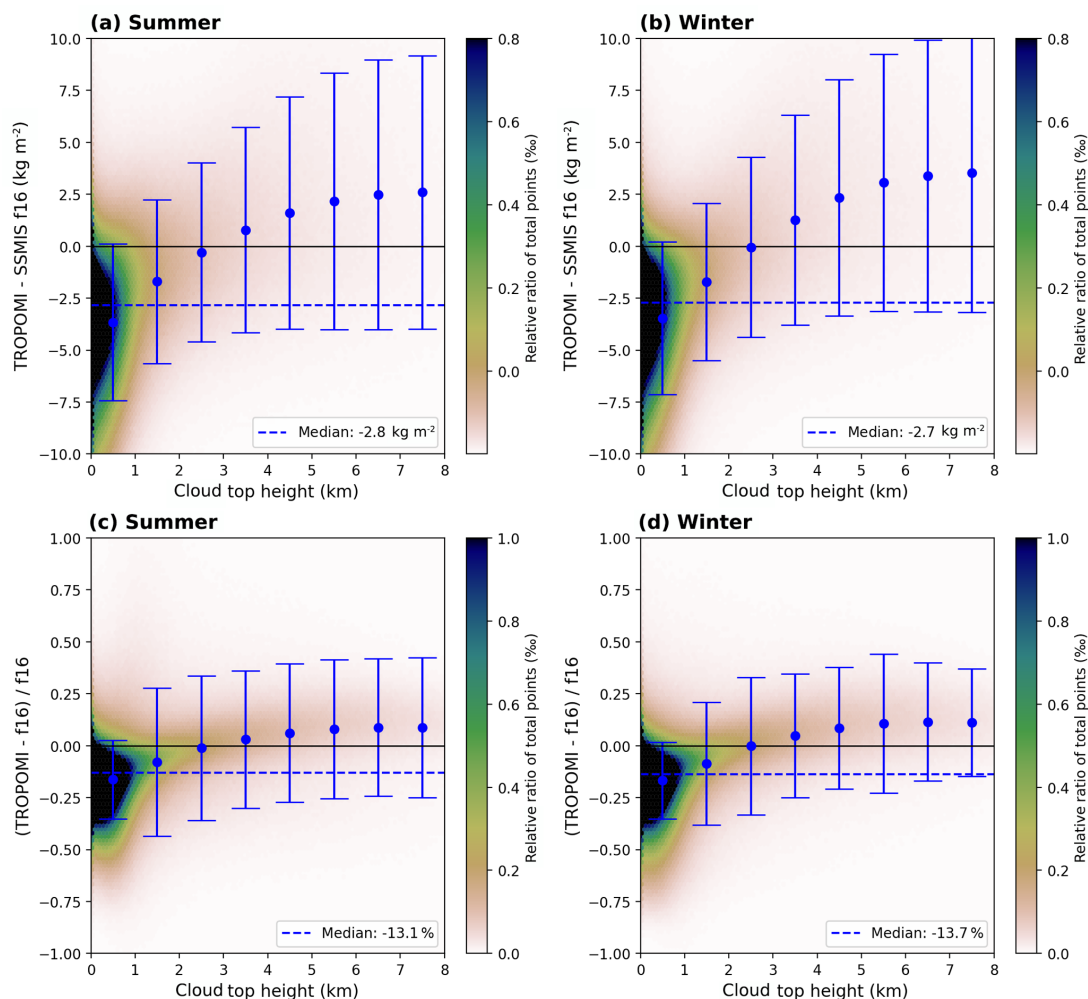 (a) Summer
10.0
7.5
5.0
2.5
0.0
−2.5
−5.0
−7.5
−10.0
TROPOMI - SSMIS f16 (kg m⁻²)
0 1 2 3 4 5 6 7 8
Cloud top height (km)
Median: -2.8 kg m⁻²
0.8
0.6
0.4
0.2
0.0
Relative ratio of total points (‰)
(b) Winter
10.0
7.5
5.0
2.5
0.0
−2.5
−5.0
−7.5
−10.0
TROPOMI - SSMIS f16 (kg m⁻²)
0 1 2 3 4 5 6 7 8
Cloud top height (km)
Median: -2.7 kg m⁻²
0.8
0.6
0.4
0.2
0.0
Relative ratio of total points (‰)
(c) Summer
1.00
0.75
0.50
0.25
0.00
−0.25
−0.50
−0.75
−1.00
(TROPOMI - f16) / f16
0 1 2 3 4 5 6 7 8
Cloud top height (km)
Median: -13.1 %
1.0
0.8
0.6
0.4
0.2
0.0
Relative ratio of total points (‰)
(d) Winter
1.00
0.75
0.50
0.25
0.00
−0.25
−0.50
−0.75
−1.00
(TROPOMI - f16) / f16
0 1 2 3 4 5 6 7 8
Cloud top height (km)
Median: -13.7 %
1.0
0.8
0.6
0.4
0.2
0.0
Relative ratio of total points (‰)